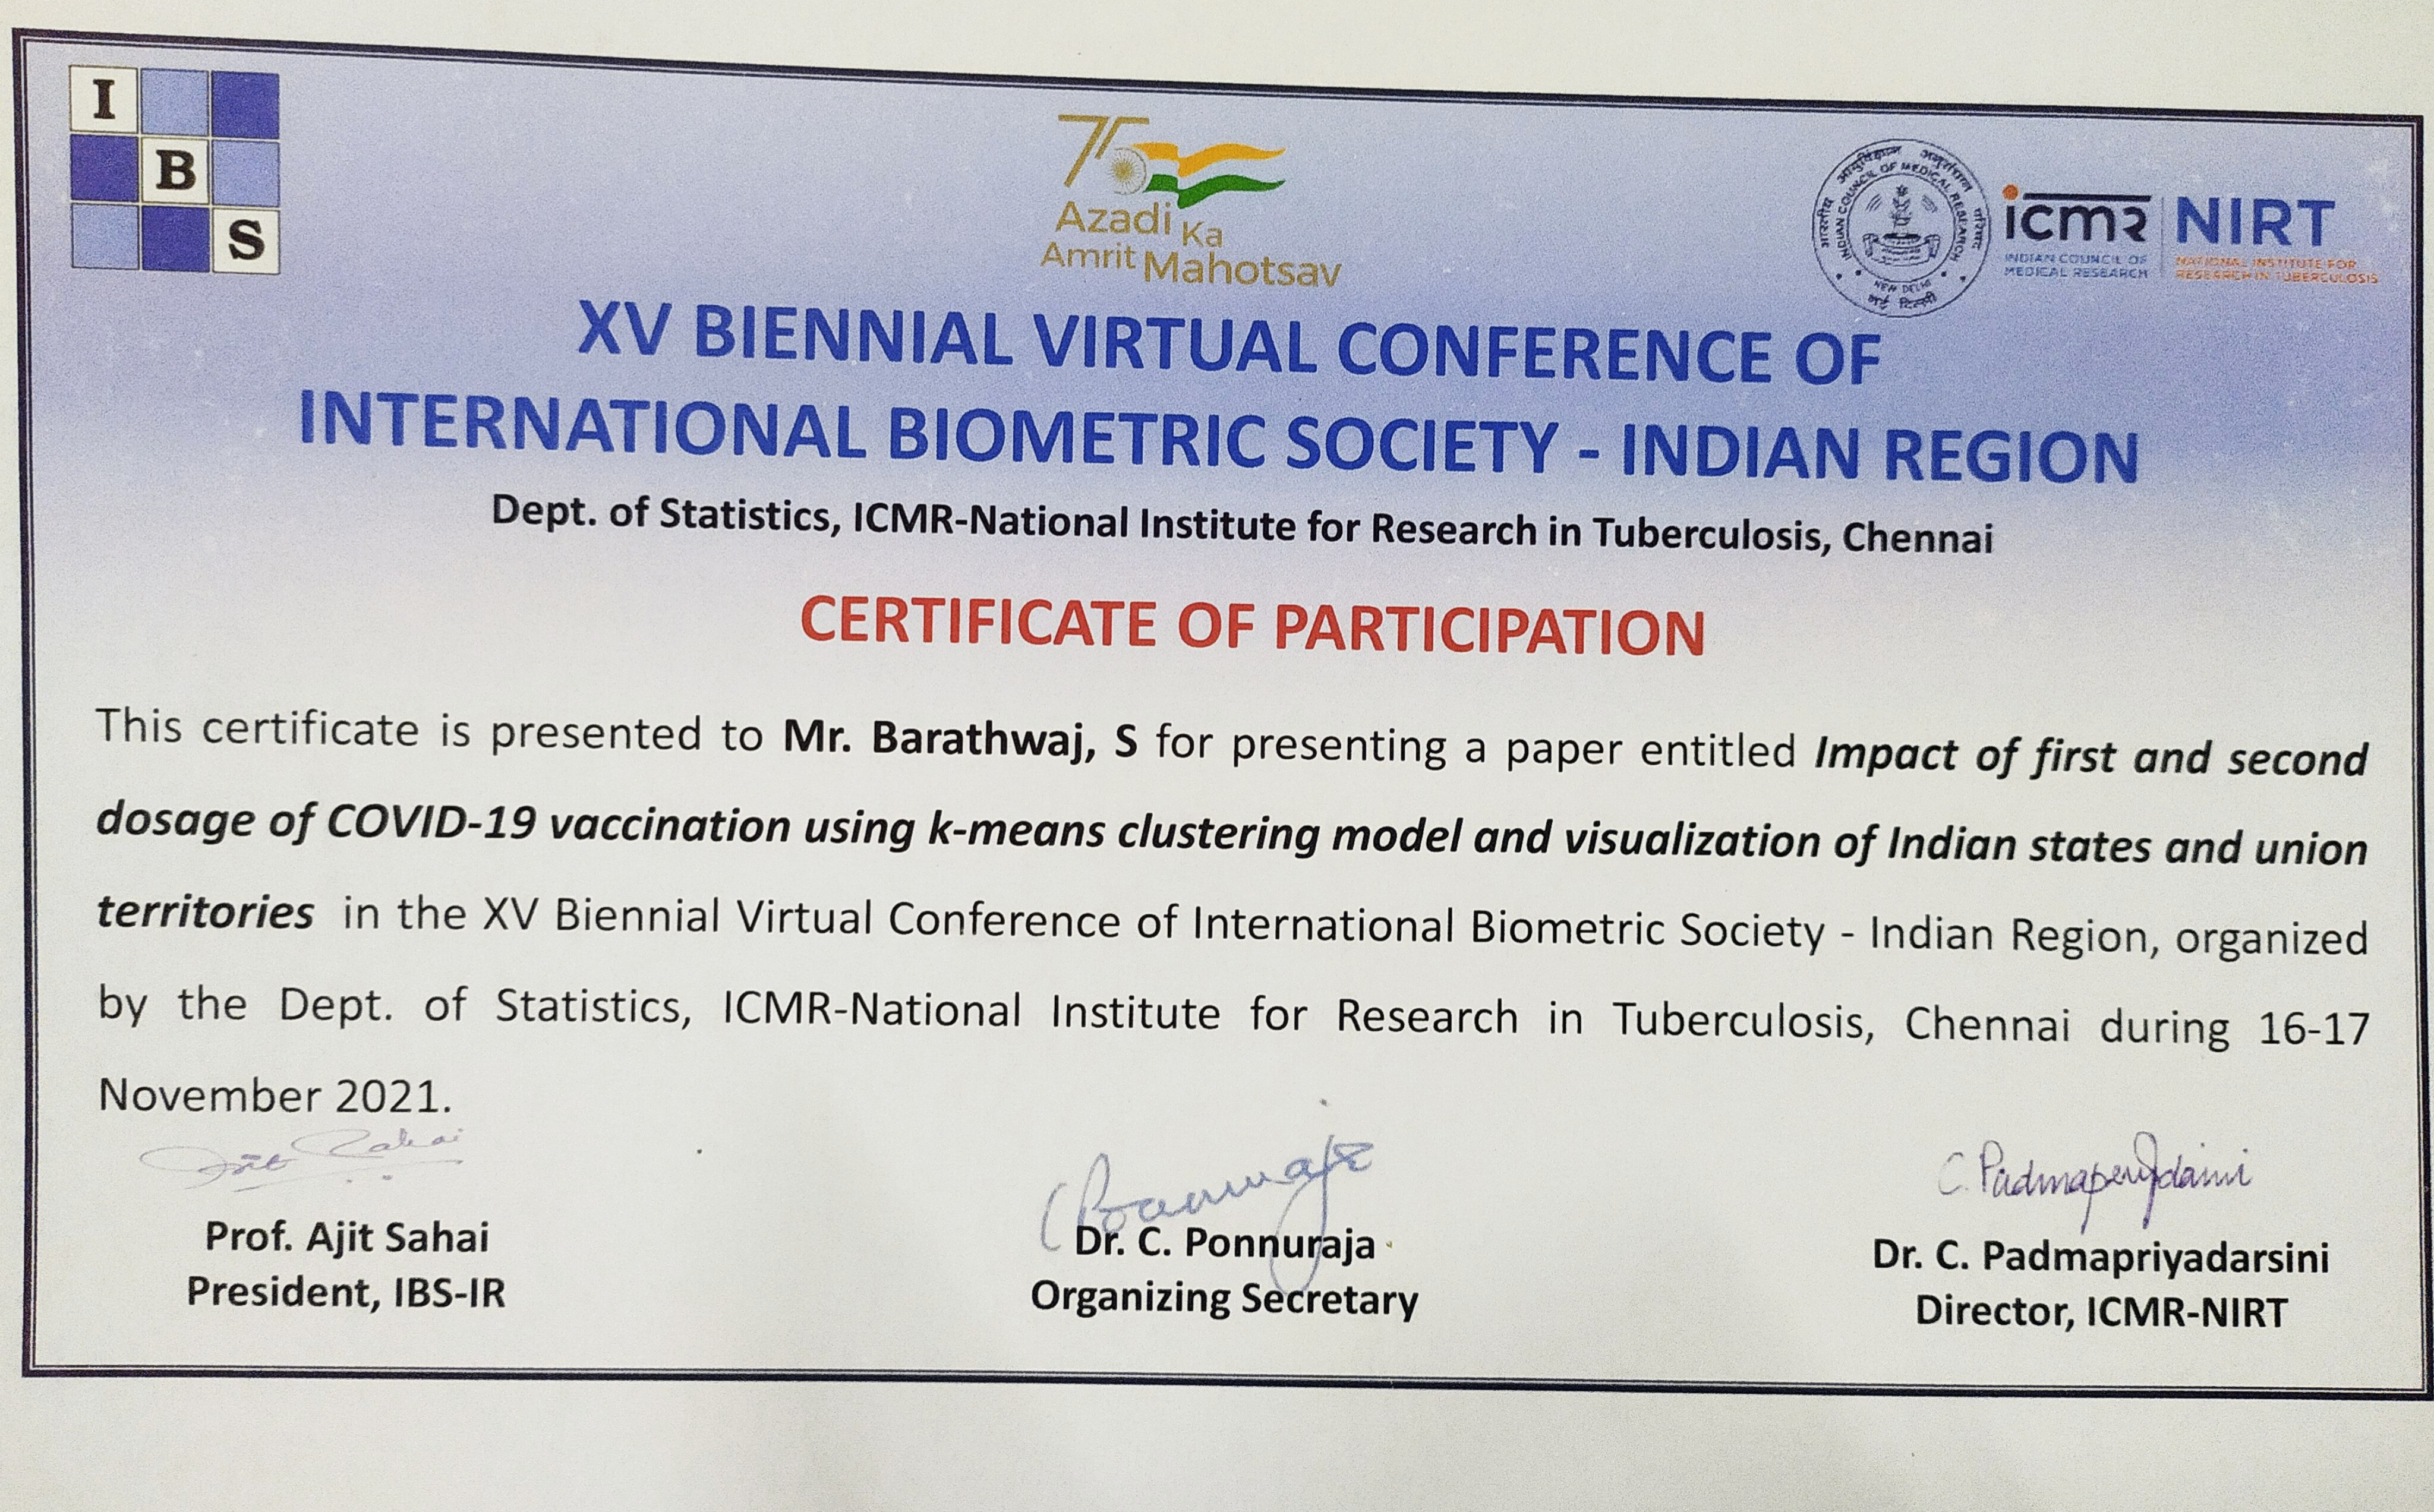 I
B
S
75
Azadi Ka
Amrit Mahotsav
भारतीय आयुर्विज्ञान अनुसंधान परिषद
INDIAN COUNCIL OF MEDICAL RESEARCH
NEW DELHI
नई दिल्ली
icmr
INDIAN COUNCIL OF
MEDICAL RESEARCH
NIRT
NATIONAL INSTITUTE FOR
RESEARCH IN TUBERCULOSIS
XV BIENNIAL VIRTUAL CONFERENCE OF
INTERNATIONAL BIOMETRIC SOCIETY - INDIAN REGION
Dept. of Statistics, ICMR-National Institute for Research in Tuberculosis, Chennai
CERTIFICATE OF PARTICIPATION
This certificate is presented to Mr. Barathwaj, S for presenting a paper entitled Impact of first and second
dosage of COVID-19 vaccination using k-means clustering model and visualization of Indian states and union
territories in the XV Biennial Virtual Conference of International Biometric Society - Indian Region, organized
by the Dept. of Statistics, ICMR-National Institute for Research in Tuberculosis, Chennai during 16-17
November 2021.
Ajit Sahai
C Ponnuraja
C. Padmapriyadarsini
Prof. Ajit Sahai
President, IBS-IR
Dr. C. Ponnuraja
Organizing Secretary
Dr. C. Padmapriyadarsini
Director, ICMR-NIRT